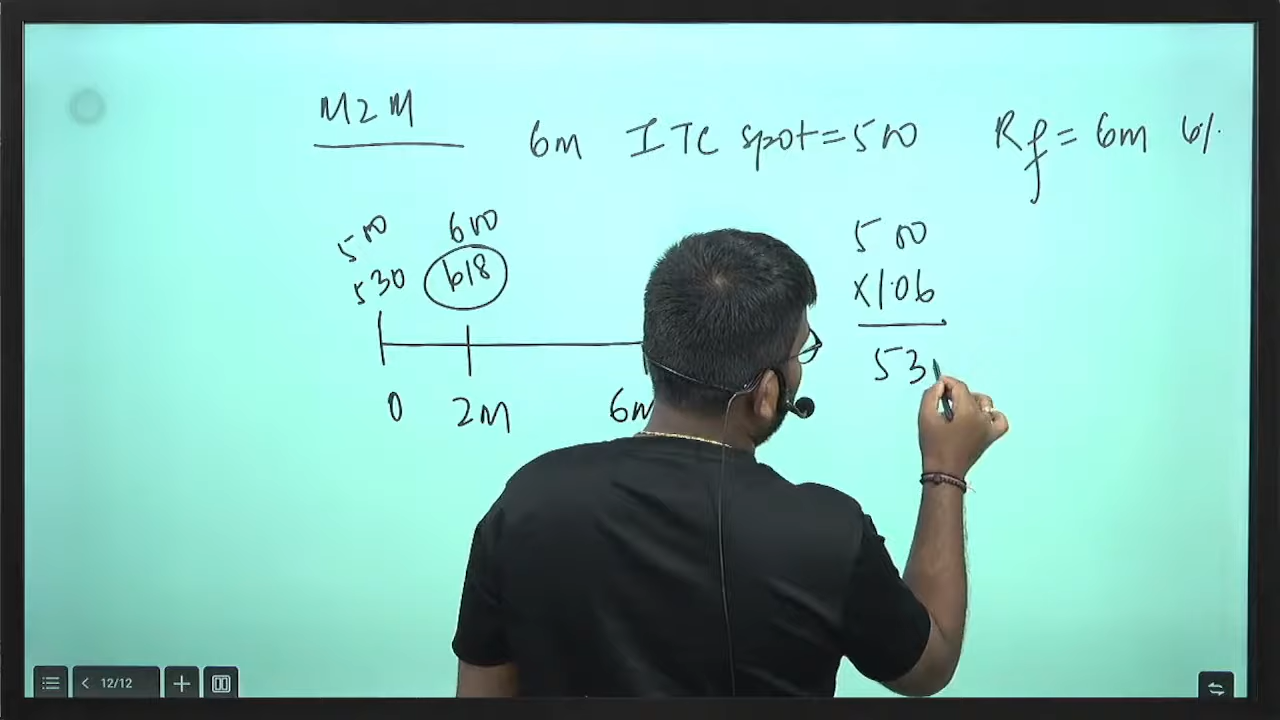 M2M
6m ITC spot = 500 Rf = 6m 6%
500 600
530 618
0 2M 6m
500
X1.06
53
12/12